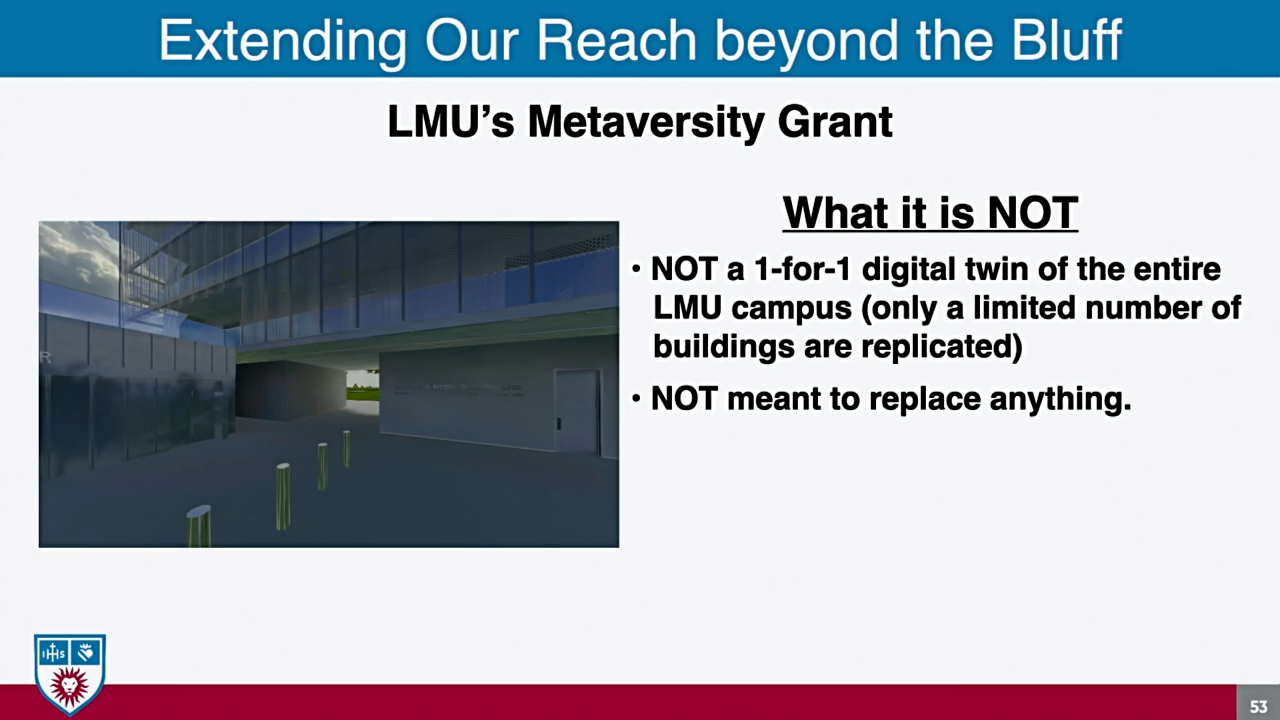 Extending Our Reach beyond the Bluff
LMU’s Metaversity Grant
What it is NOT
• NOT a 1-for-1 digital twin of the entire
LMU campus (only a limited number of
buildings are replicated)
• NOT meant to replace anything.
R
IHS
53